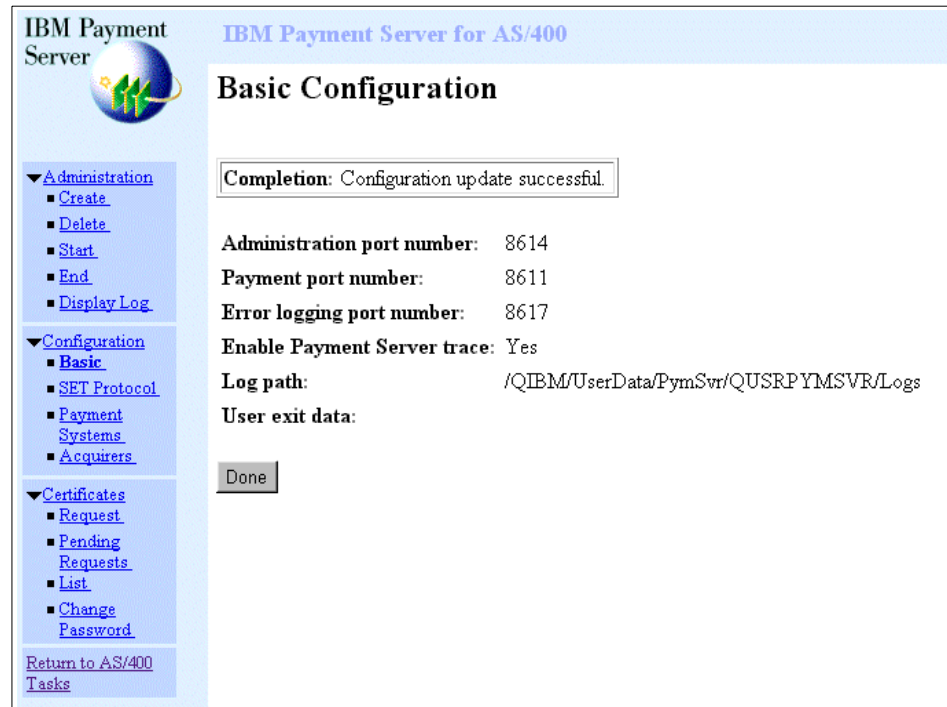 IBM Payment
Server
IBM Payment Server for AS/400
Basic Configuration
Completion: Configuration update successful.
Administration port number: 8614
Payment port number: 8611
Error logging port number: 8617
Enable Payment Server trace: Yes
Log path: /QIBM/UserData/PymSvr/QUSRPYMSVR/Logs
User exit data:
Done
Administration
Create
Delete
Start
End
Display Log
Configuration
Basic
SET Protocol
Payment
Systems
Acquirers
Certificates
Request
Pending
Requests
List
Change
Password
Return to AS/400
Tasks